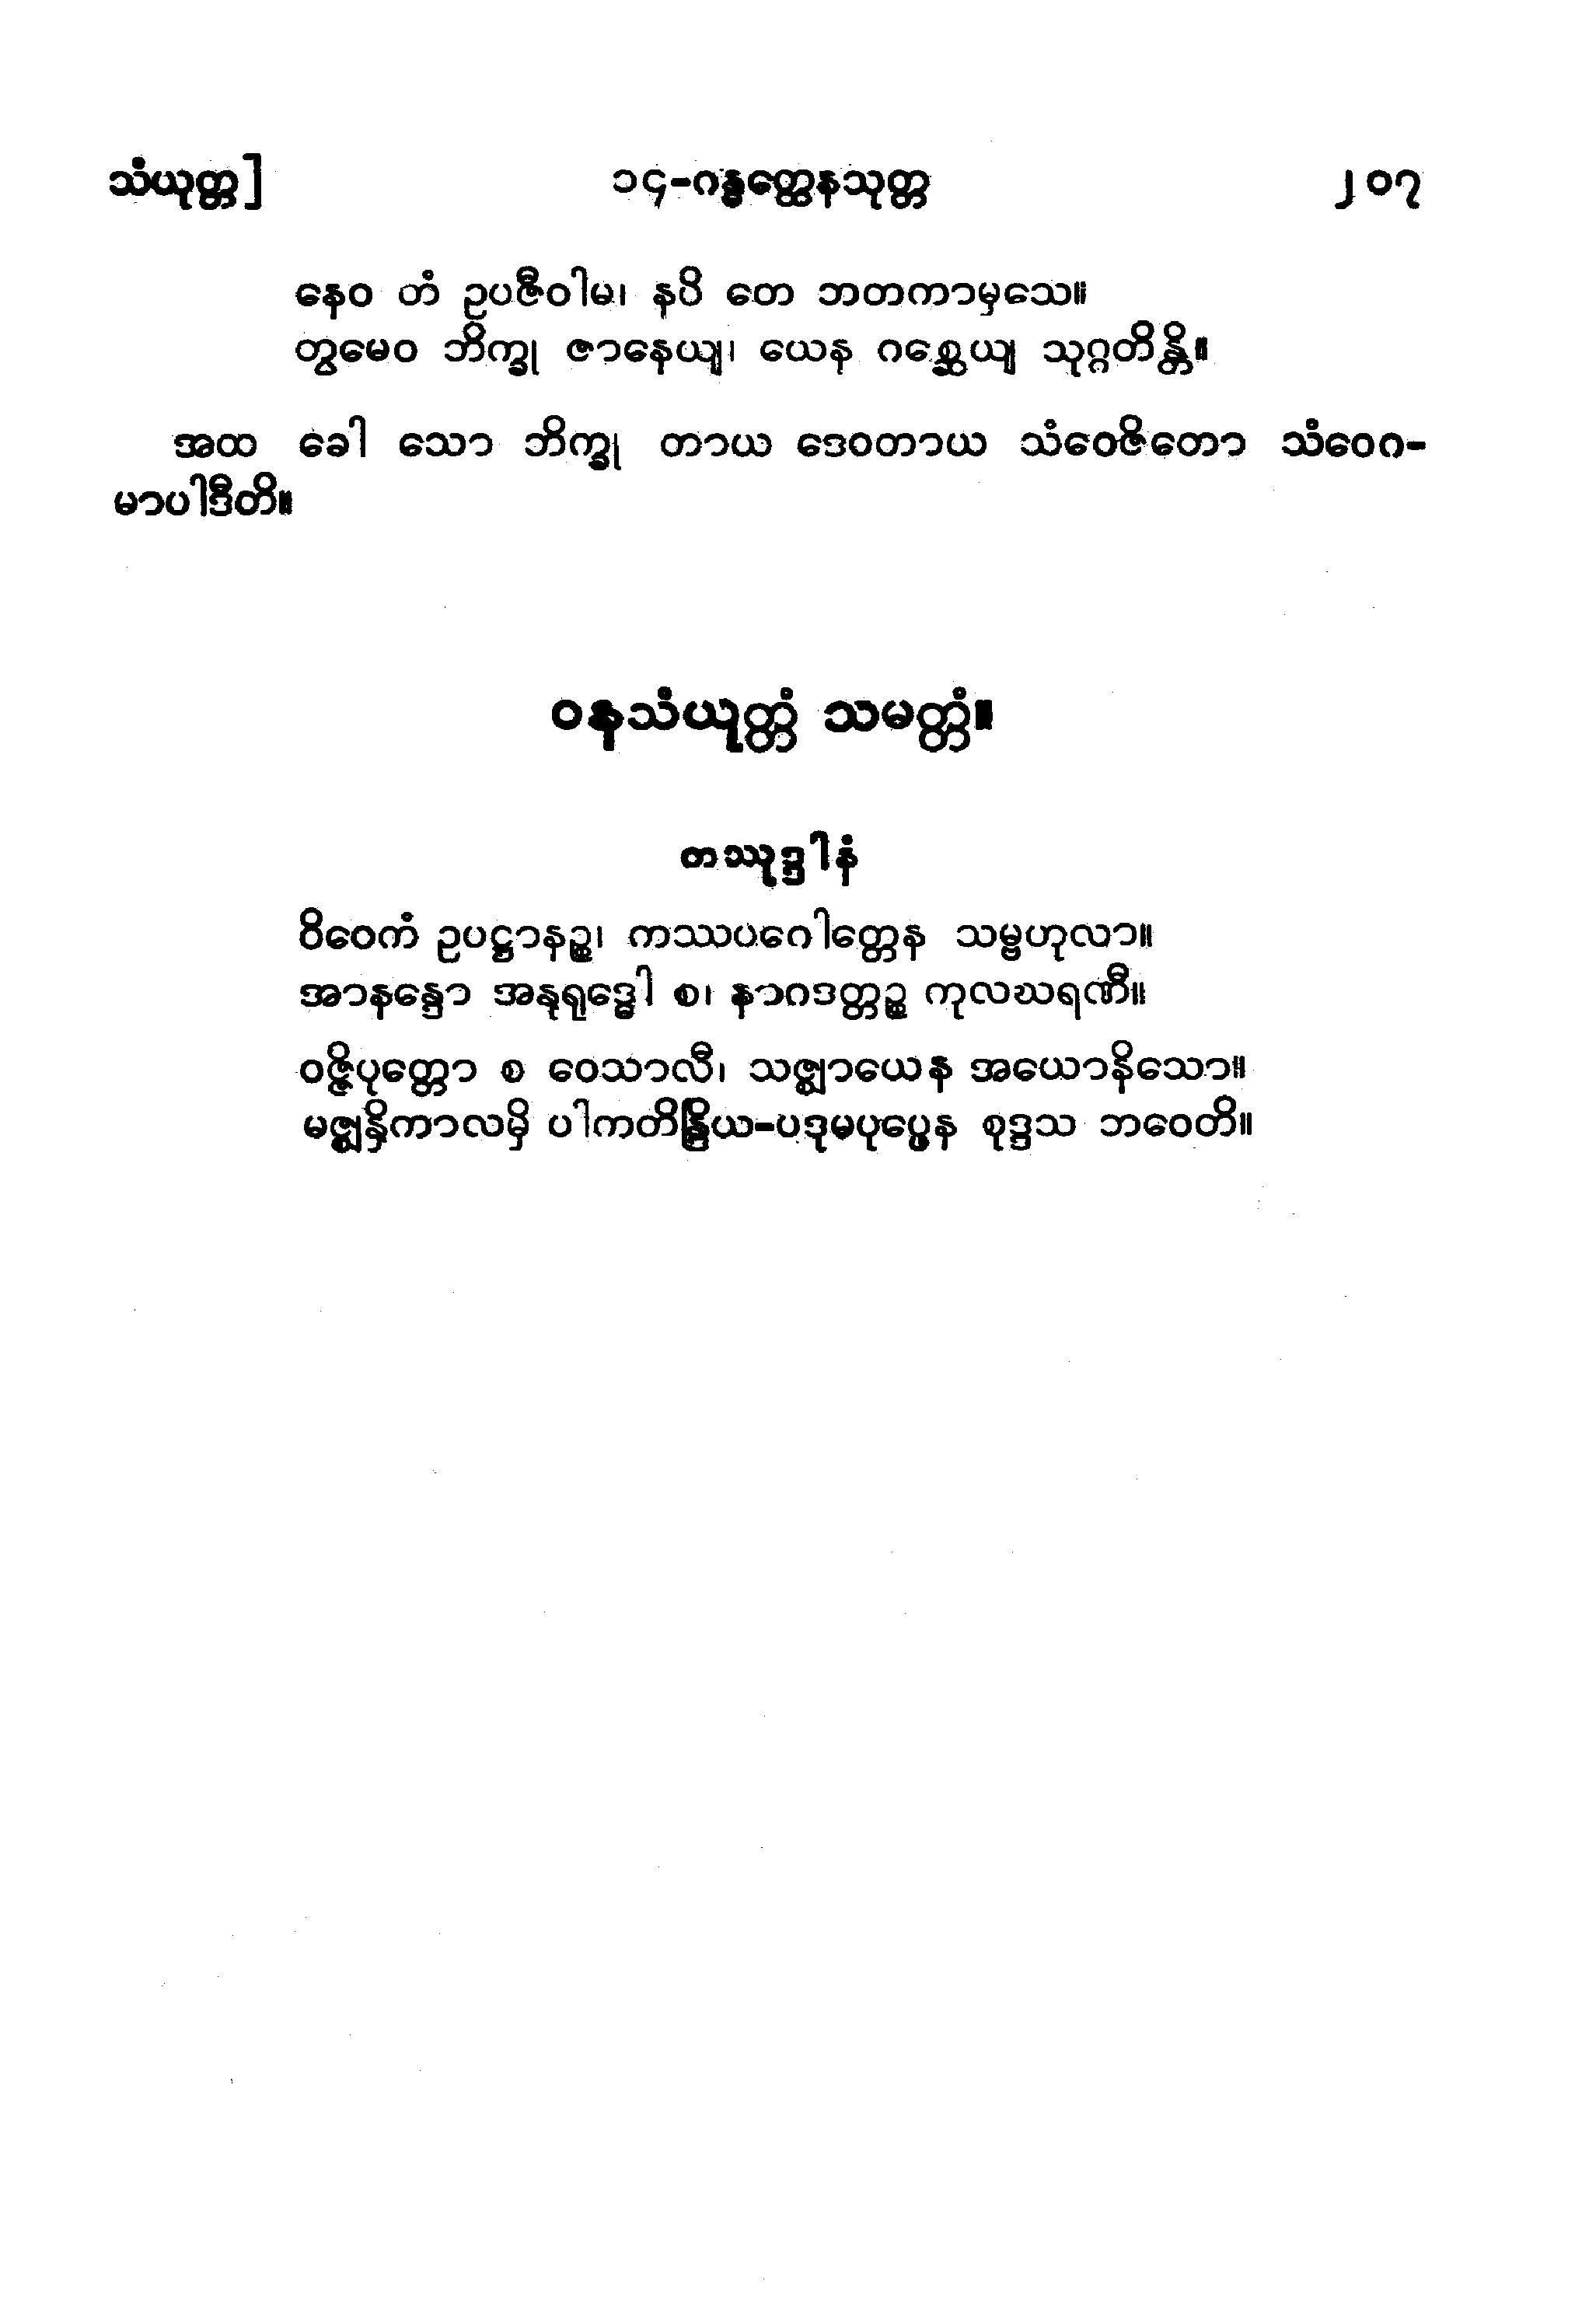 သံယုတ္တ] ၁၄-ဂန္ဓတ္ထေနသုတ္တ ၂၀၇
နေဝ တံ ဥပဇီဝါမ၊ နပိ တေ ဘတကာမှသေ။
တွမေဝ ဘိက္ခု ဇာနေယျ၊ ယေန ဂစ္ဆေယျ သုဂ္ဂတိန္တိ။
အထ ခေါ သော ဘိက္ခု တာယ ဒေဝတာယ သံဝေဇိတော သံဝေဂ-
မာပါဒီတိ။
ဝနသံယုတ္တံ သမတ္တံ။
တဿုဒ္ဒါနံ
ဝိဝေကံ ဥပဋ္ဌာနဉ္စ၊ ကဿပဂေါတ္တေန သမ္ဗဟုလာ။
အာနန္ဒော အနုရုဒ္ဓေါ စ၊ နာဂဒတ္တဉ္စ ကုလဃရဏီ။
ဝဇ္ဇိပုတ္တော စ ဝေသာလီ၊ သဇ္ဈာယေန အယောနိသော။
မဇ္ဈနှိကာလမှိ ပါကတိန္ဒြိယ-ပဒုမပုပ္ဖေန စုဒ္ဒသ ဘဝေတိ။